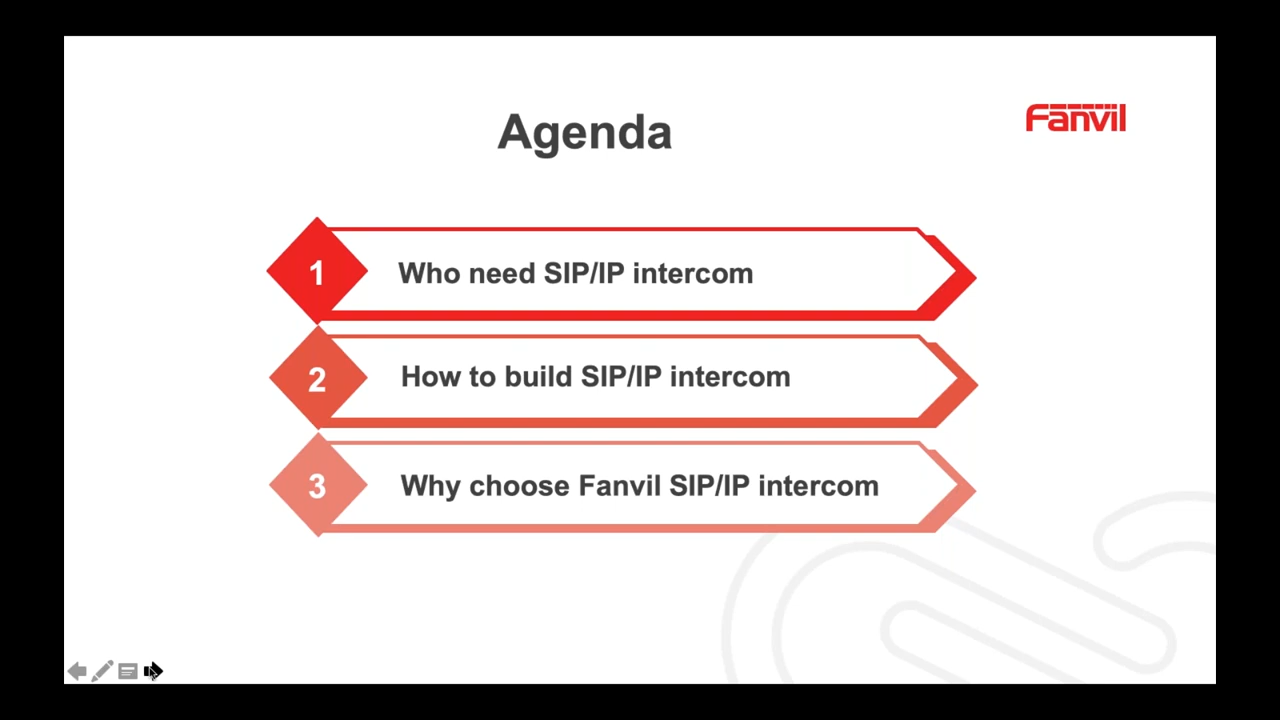 Agenda
Fanvil
1
Who need SIP/IP intercom
2
How to build SIP/IP intercom
3
Why choose Fanvil SIP/IP intercom